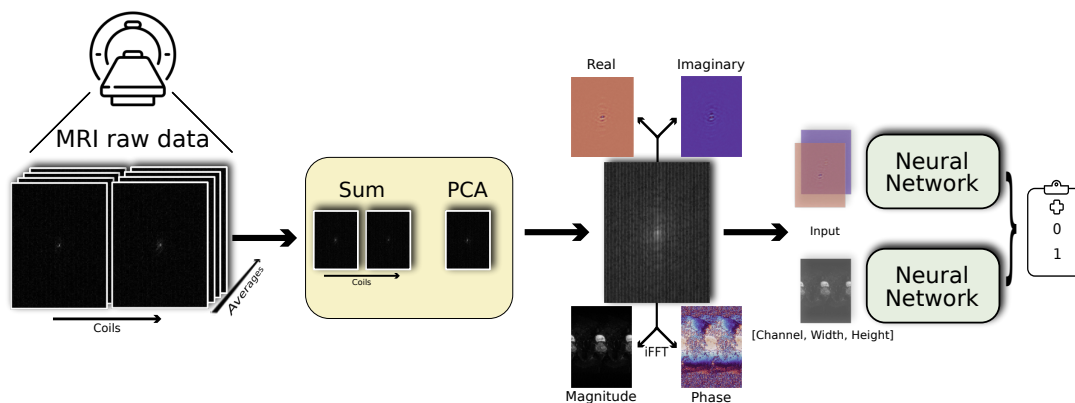 MRI raw data
Coils
Averages
Sum
PCA
Coils
Real
Imaginary
iFFT
Magnitude
Phase
Input
[Channel, Width, Height]
Neural
Network
Neural
Network
0
1